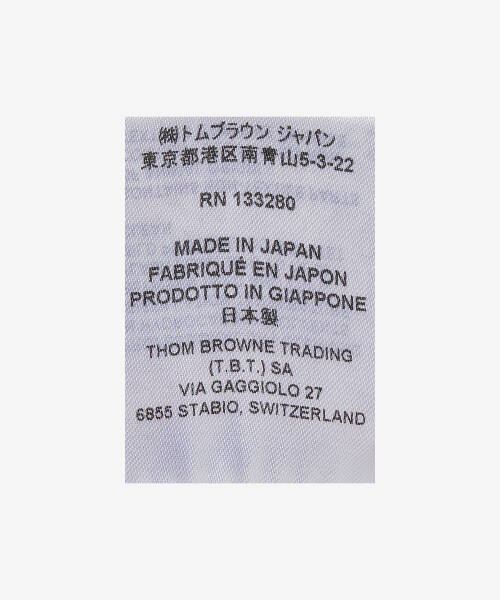 ㈱トムブラウン ジャパン
東京都港区南青山5-3-22
RN 133280
MADE IN JAPAN
FABRIQUÉ EN JAPON
PRODOTTO IN GIAPPONE
日本製
THOM BROWNE TRADING
(T.B.T.) SA
VIA GAGGIOLO 27
6855 STABIO, SWITZERLAND